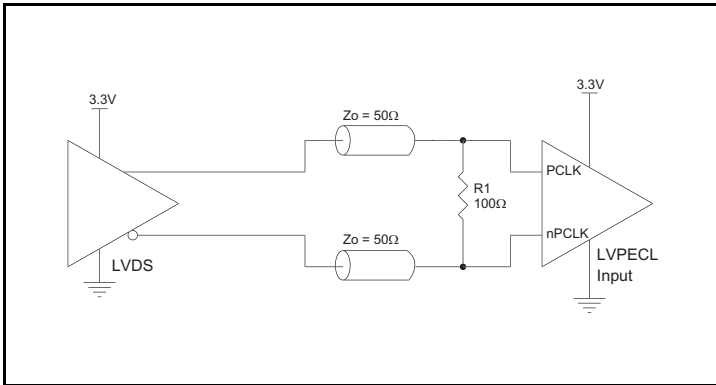 3.3V
3.3V
Zo = 50Ω
PCLK
R1
100Ω
Zo = 50Ω
nPCLK
LVDS
LVPECL
Input